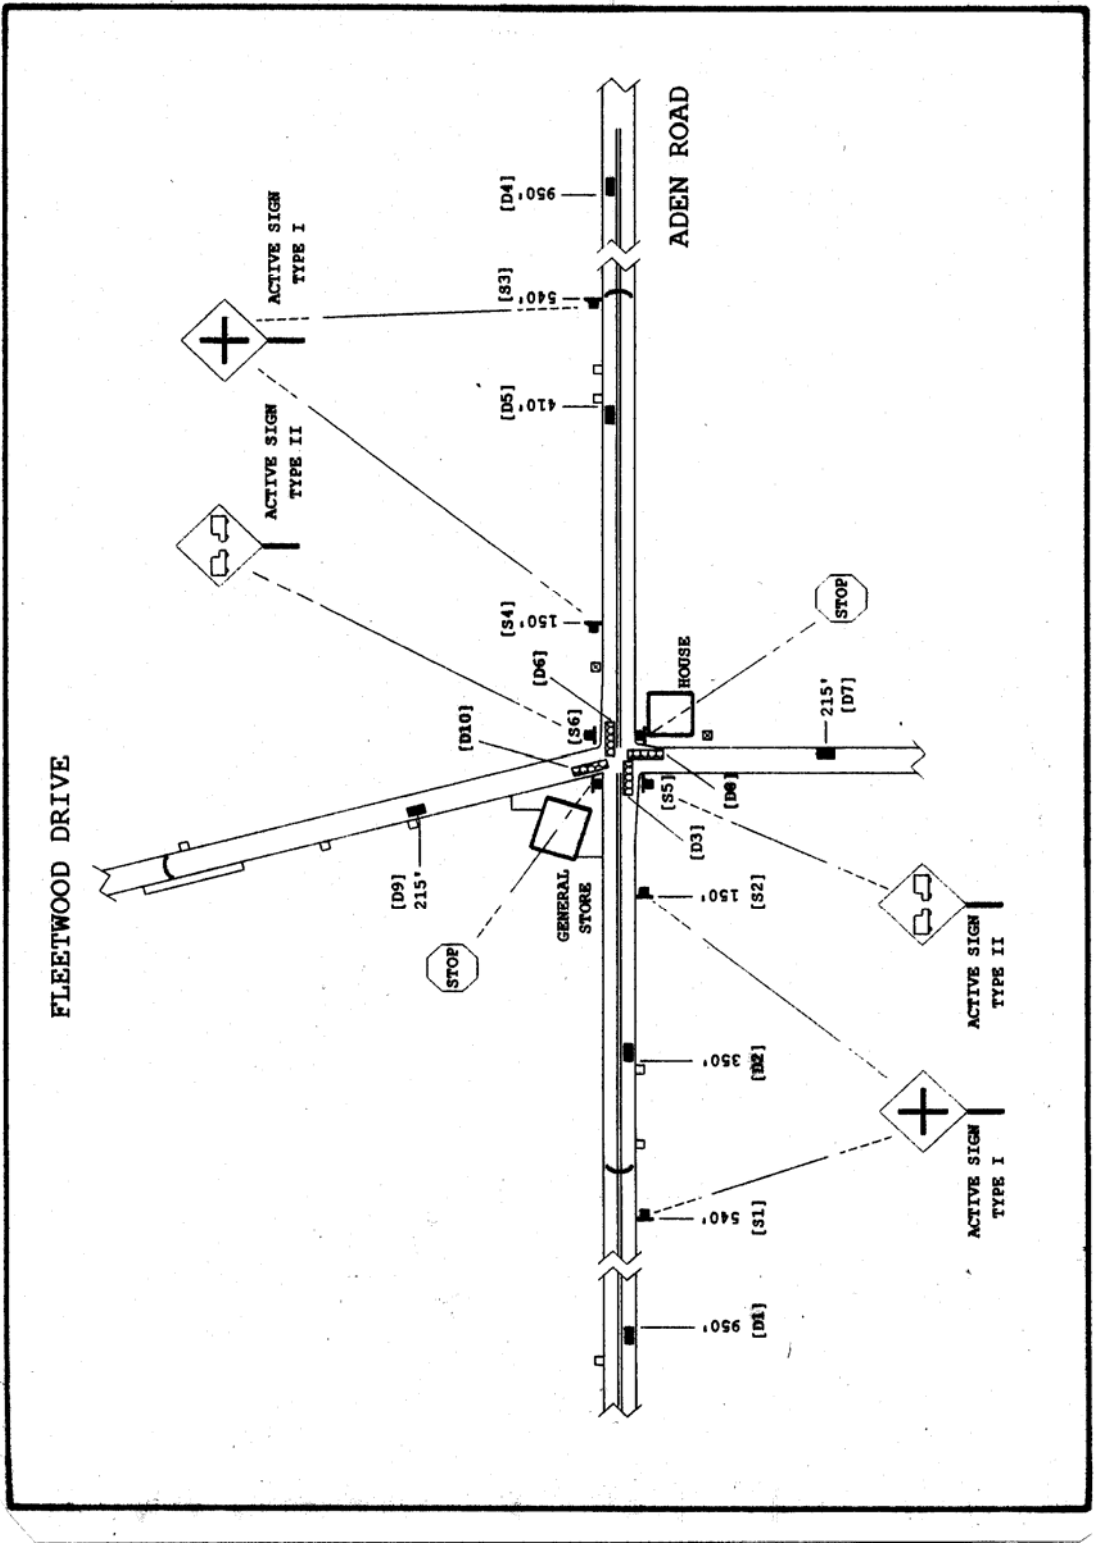 FLEETWOOD DRIVE
ADEN ROAD
ACTIVE SIGN
TYPE I
ACTIVE SIGN
TYPE II
[D4]
950'
[S3]
540'
[D5]
410'
[S4]
150'
[D6]
[S6]
[D10]
[D9]
215'
GENERAL
STORE
STOP
HOUSE
STOP
215'
[D7]
[D8]
[S5]
[D3]
150'
[S2]
350'
[D2]
540'
[S1]
950'
[D1]
ACTIVE SIGN
TYPE II
ACTIVE SIGN
TYPE I